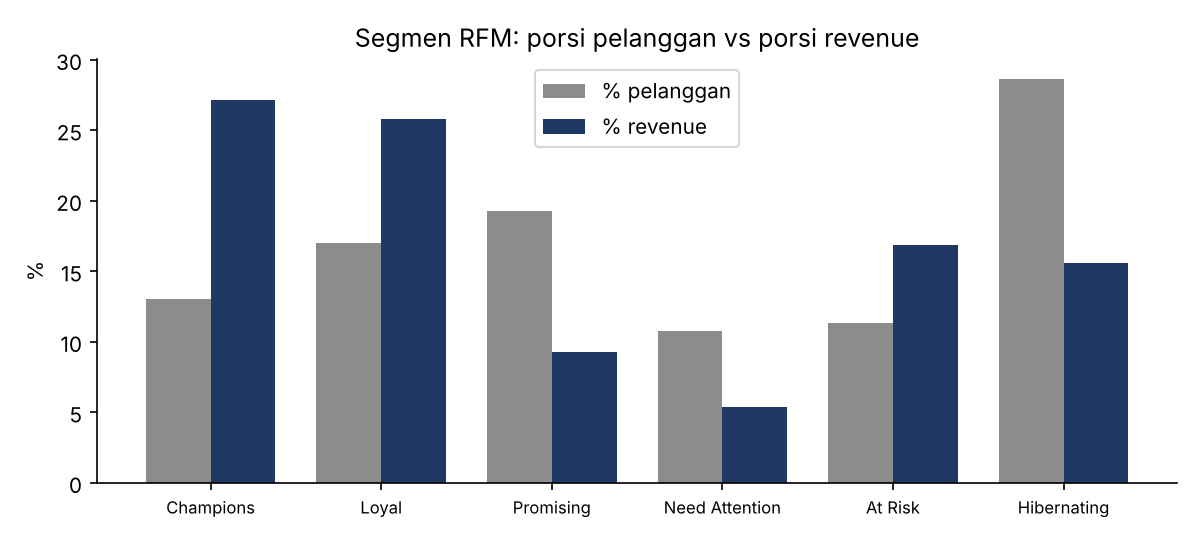 Segmen RFM: porsi pelanggan vs porsi revenue
% pelanggan
% revenue
30
25
20
15
10
5
0
%
Champions
Loyal
Promising
Need Attention
At Risk
Hibernating